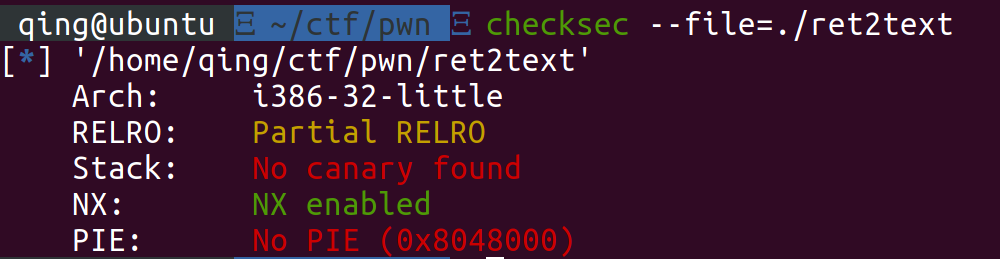 qing@ubuntu Ξ ~/ctf/pwn Ξ checksec --file=./ret2text
[*] '/home/qing/ctf/pwn/ret2text'
Arch: i386-32-little
RELRO: Partial RELRO
Stack: No canary found
NX: NX enabled
PIE: No PIE (0x8048000)